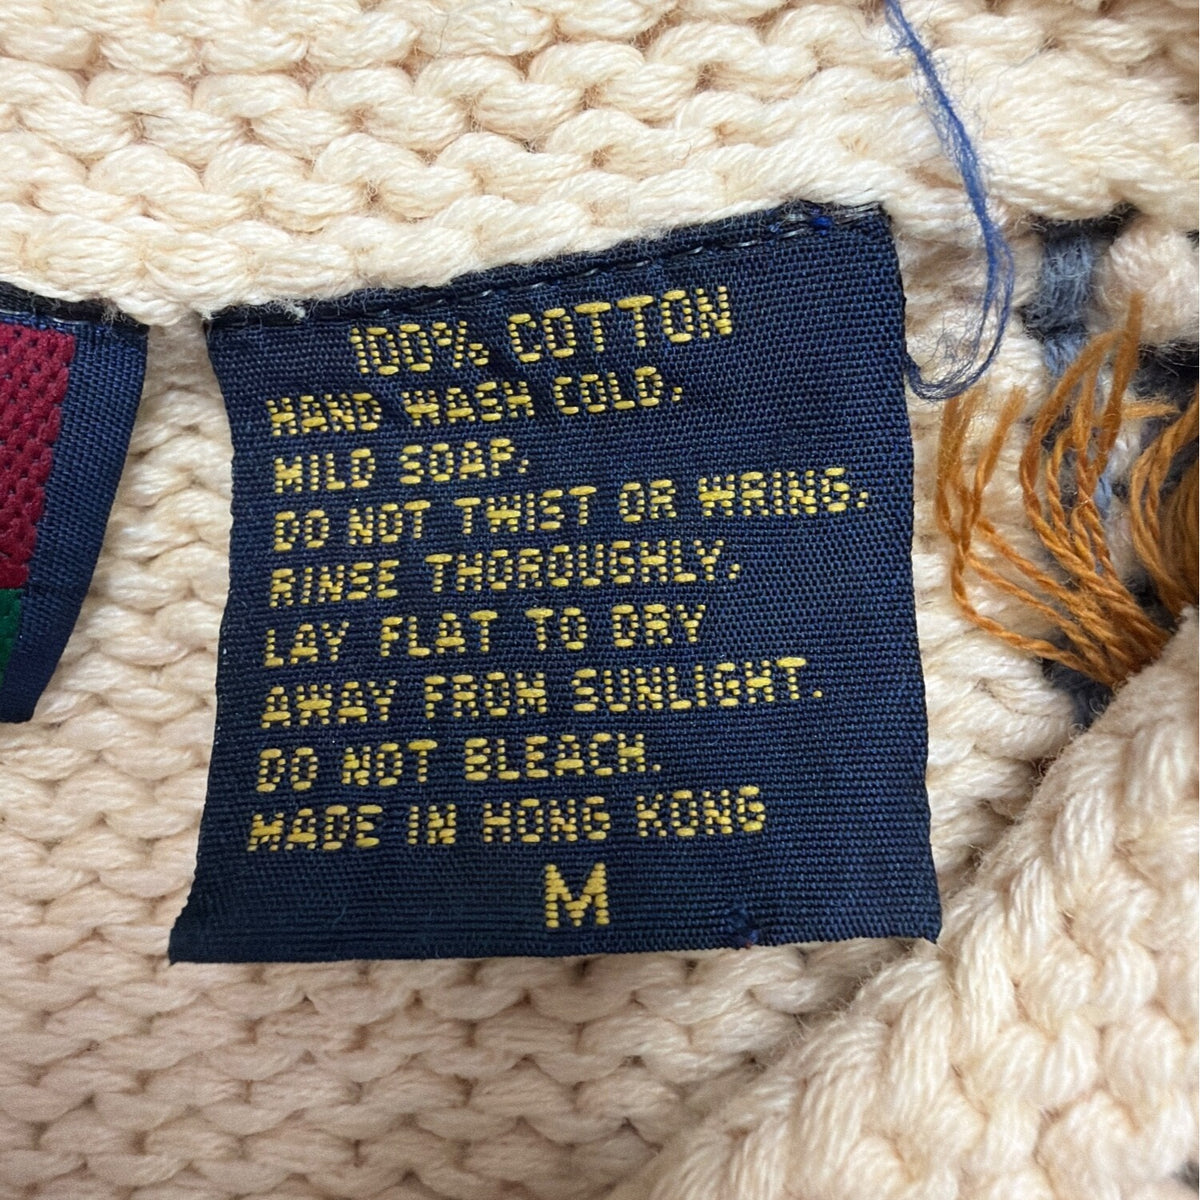 100% COTTON
HAND WASH COLD,
MILD SOAP.
DO NOT TWIST OR WRING.
RINSE THOROUGHLY,
LAY FLAT TO DRY
AWAY FROM SUNLIGHT.
DO NOT BLEACH.
MADE IN HONG KONG
M